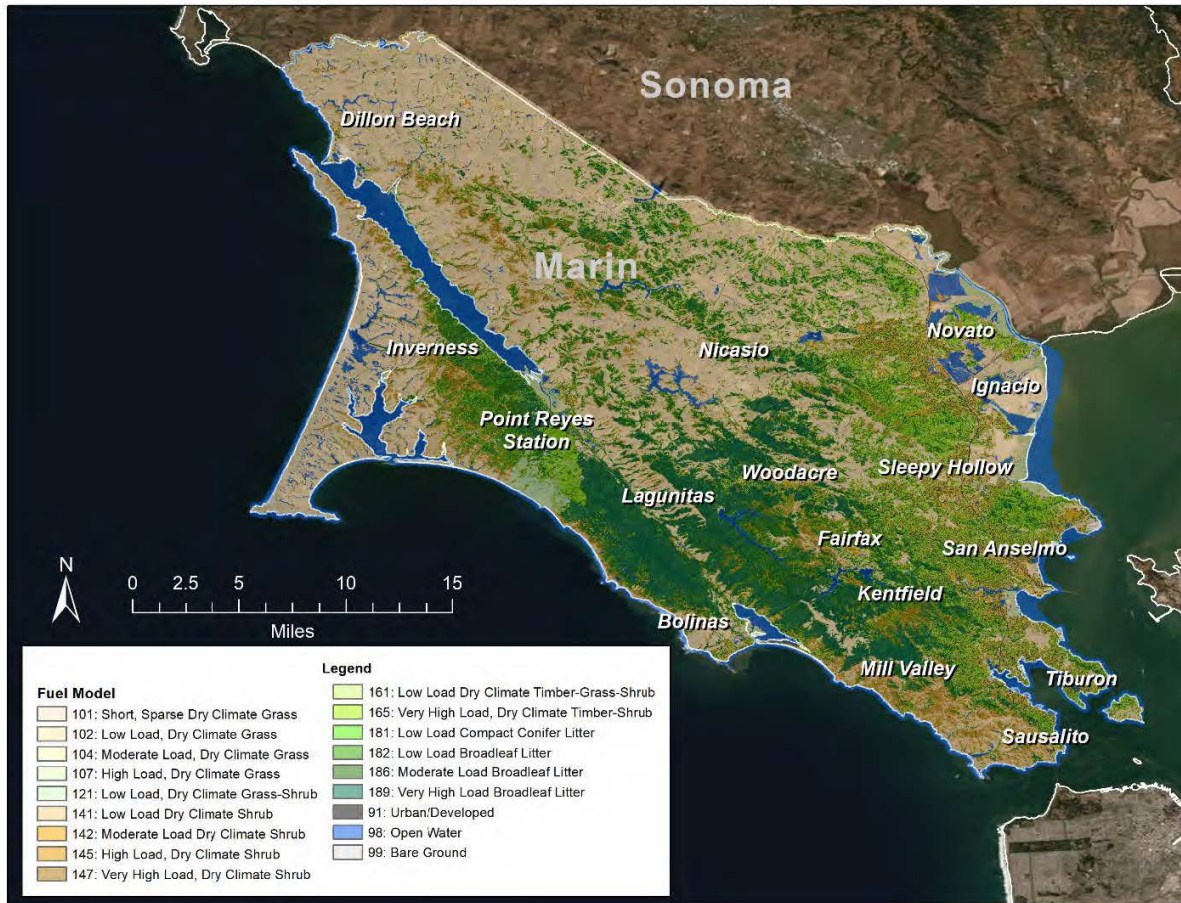 Sonoma
Dillon Beach
Marin
Inverness
Nicasio
Novato
Ignacio
Point Reyes
Station
Woodacre
Sleepy Hollow
Lagunitas
Fairfax
San Anselmo
Kentfield
Bolinas
Mill Valley
Tiburon
Sausalito
N
0 2.5 5 10 15
Miles
Legend
Fuel Model
101: Short, Sparse Dry Climate Grass
102: Low Load, Dry Climate Grass
104: Moderate Load, Dry Climate Grass
107: High Load, Dry Climate Grass
121: Low Load, Dry Climate Grass-Shrub
141: Low Load Dry Climate Shrub
142: Moderate Load Dry Climate Shrub
145: High Load, Dry Climate Shrub
147: Very High Load, Dry Climate Shrub
161: Low Load Dry Climate Timber-Grass-Shrub
165: Very High Load, Dry Climate Timber-Shrub
181: Low Load Compact Conifer Litter
182: Low Load Broadleaf Litter
186: Moderate Load Broadleaf Litter
189: Very High Load Broadleaf Litter
91: Urban/Developed
98: Open Water
99: Bare Ground